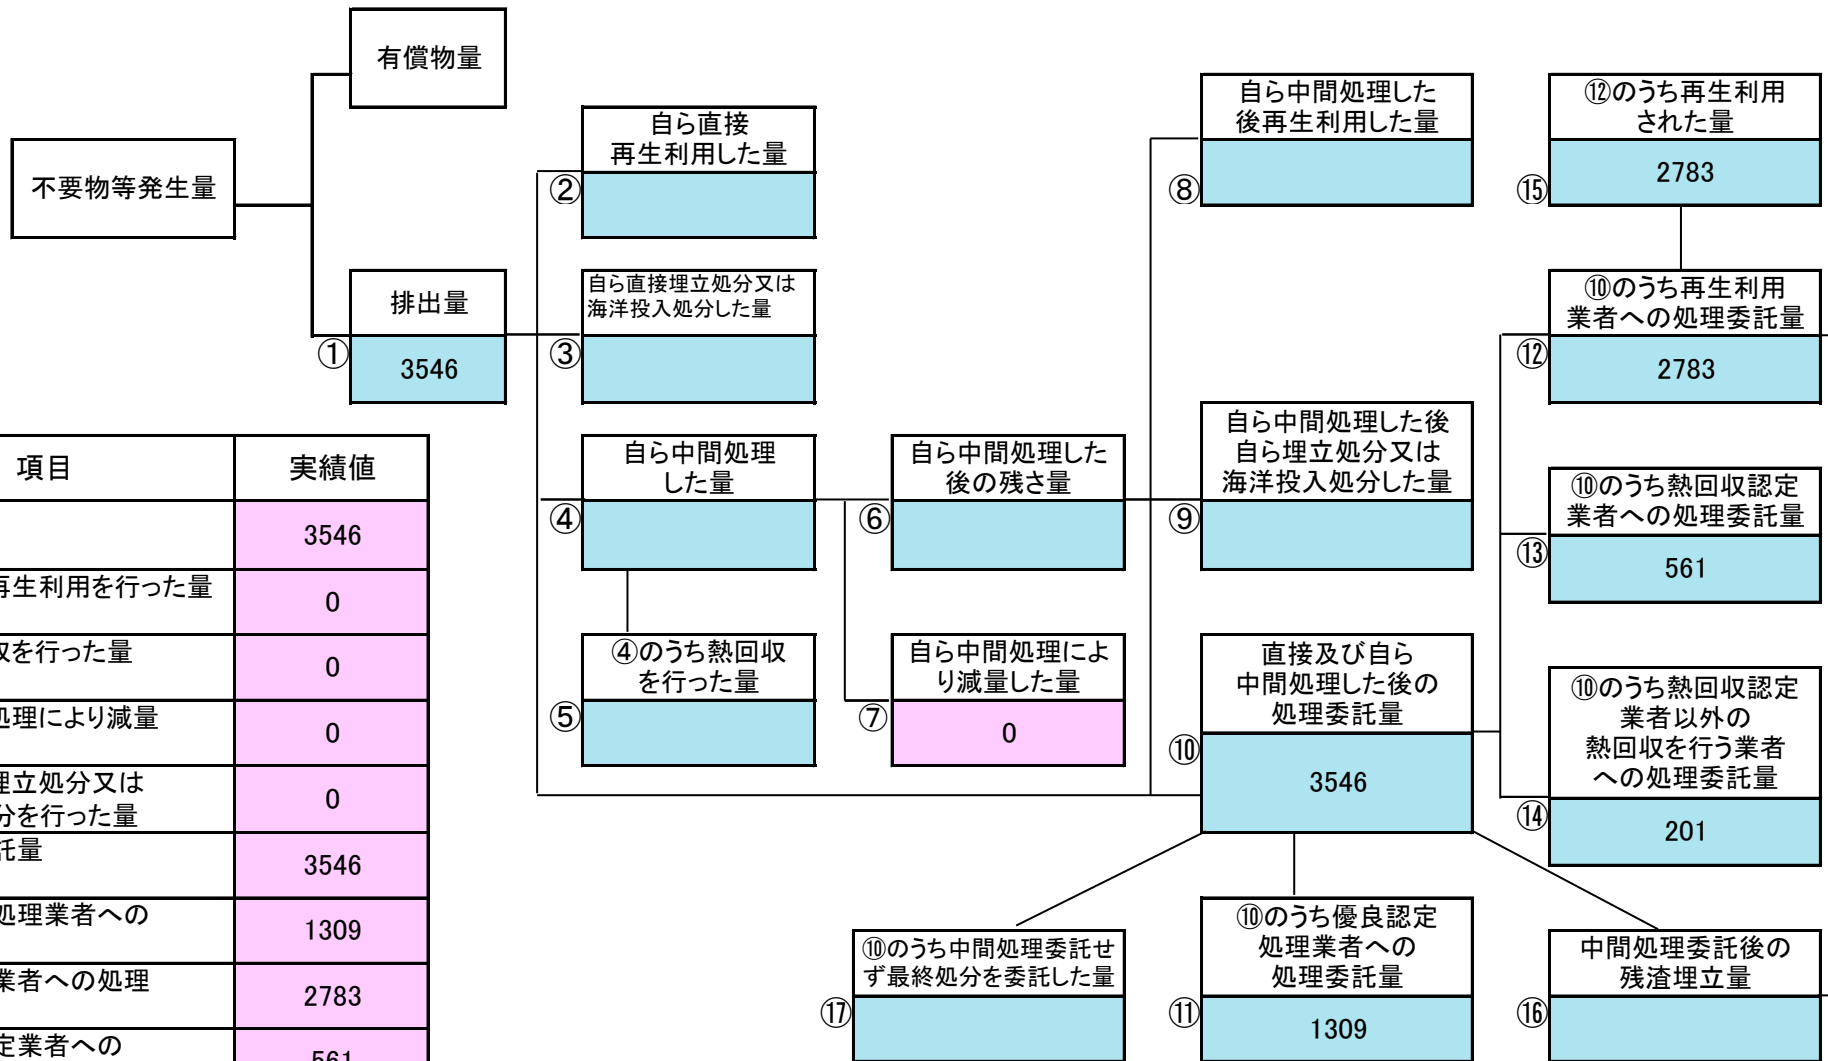 有償物量
不要物等発生量
排出量
①
3546
自ら直接
再生利用した量
②
自ら直接埋立処分又は
海洋投入処分した量
③
自ら中間処理
した量
④
④のうち熱回収
を行った量
⑤
自ら中間処理した
後の残さ量
⑥
自ら中間処理によ
り減量した量
⑦
0
自ら中間処理した
後再生利用した量
⑧
自ら中間処理した後
自ら埋立処分又は
海洋投入処分した量
⑨
直接及び自ら
中間処理した後の
処理委託量
⑩
3546
⑫のうち再生利用
された量
⑮
2783
⑩のうち再生利用
業者への処理委託量
⑫
2783
⑩のうち熱回収認定
業者への処理委託量
⑬
561
⑩のうち熱回収認定
業者以外の
熱回収を行う業者
への処理委託量
⑭
201
⑩のうち中間処理委託せ
ず最終処分を委託した量
⑰
⑩のうち優良認定
処理業者への
処理委託量
⑪
1309
中間処理委託後の
残渣埋立量
⑯
項目
実績値
3546
再生利用を行った量
0
収を行った量
0
処理により減量
0
埋立処分又は
分を行った量
0
託量
3546
処理業者への
1309
業者への処理
2783
定業者への
561